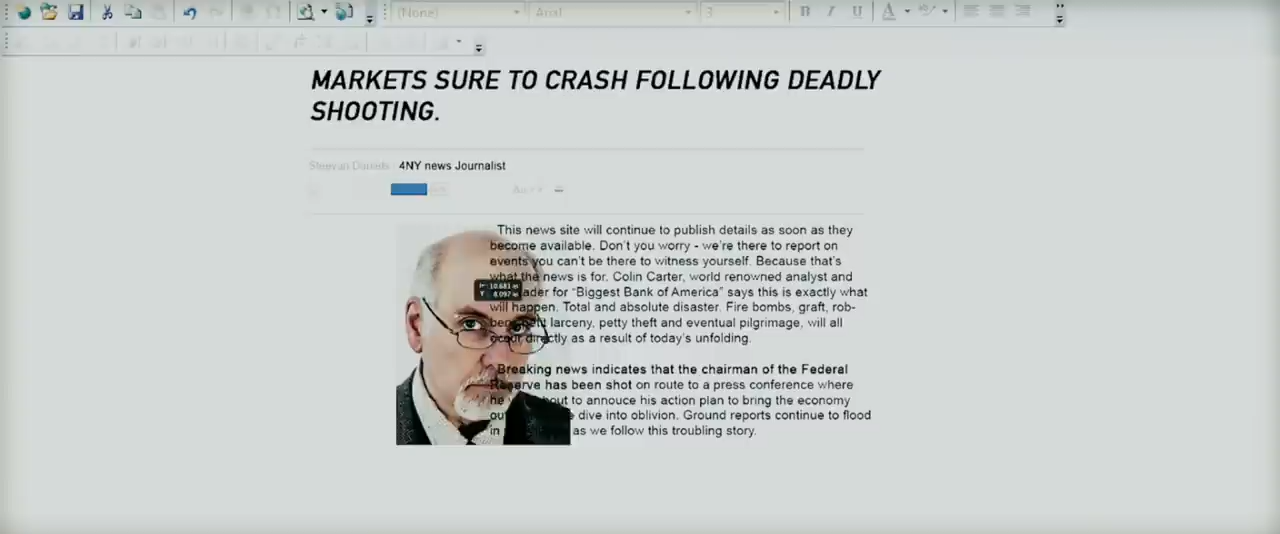 (None)
Arial
3
B I U A
MARKETS SURE TO CRASH FOLLOWING DEADLY
SHOOTING.
4NY news Journalist
This news site will continue to publish details as soon as they
become available. Don't you worry - we're there to report on
events you can't be there to witness yourself. Because that's
what the news is for. Colin Carter, world renowned analyst and
for "Biggest Bank of America" says this is exactly what
will happen. Total and absolute disaster. Fire bombs, graft, rob-
larceny, petty theft and eventual pilgrimage, will all
occur directly as a result of today's unfolding.
Breaking news indicates that the chairman of the Federal
Reserve has been shot on route to a press conference where
he to annouce his action plan to bring the economy
dive into oblivion. Ground reports continue to flood
in as we follow this troubling story.